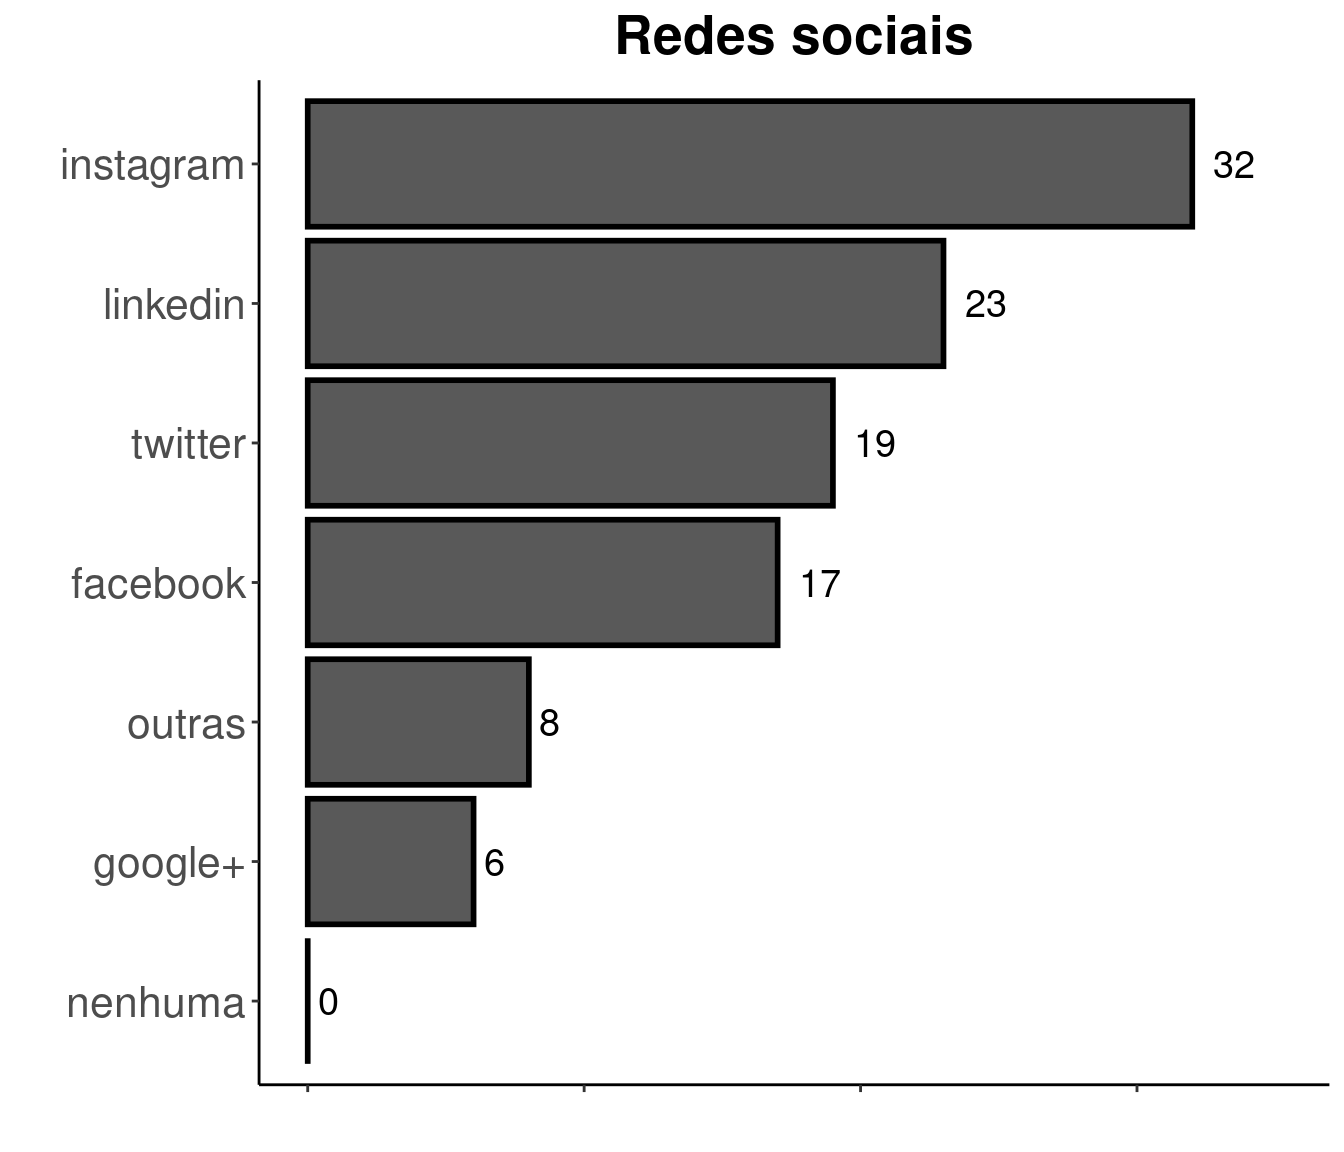 Redes sociais
instagram 32
linkedin 23
twitter 19
facebook 17
outras 8
google+ 6
nenhuma 0